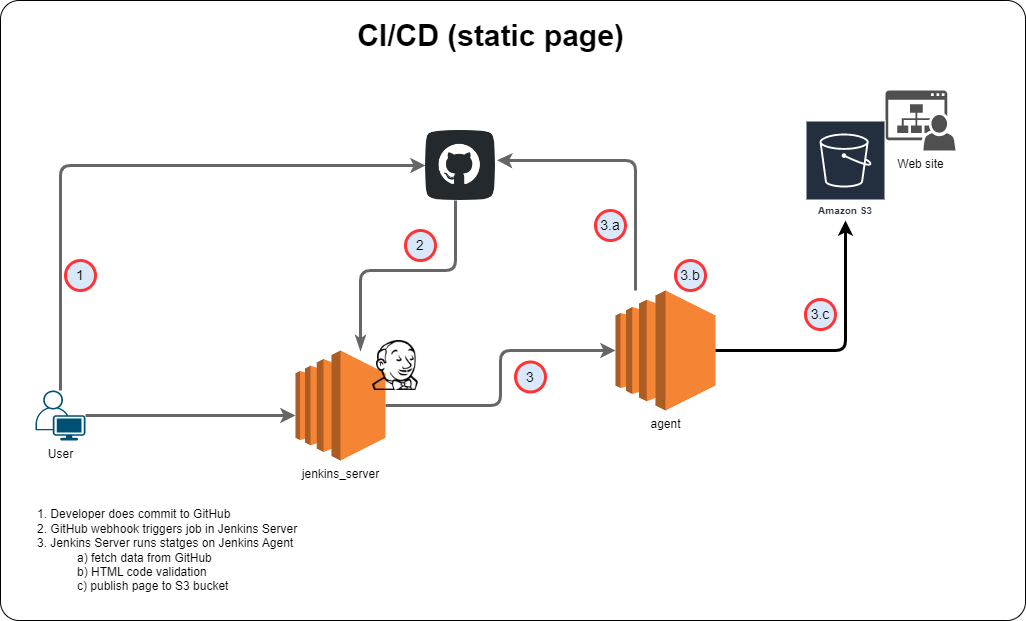 CI/CD (static page)
Web site
Amazon S3
3.a
2
1
3.b
3.c
3
agent
User
jenkins_server
1. Developer does commit to GitHub
2. GitHub webhook triggers job in Jenkins Server
3. Jenkins Server runs statges on Jenkins Agent
a) fetch data from GitHub
b) HTML code validation
c) publish page to S3 bucket